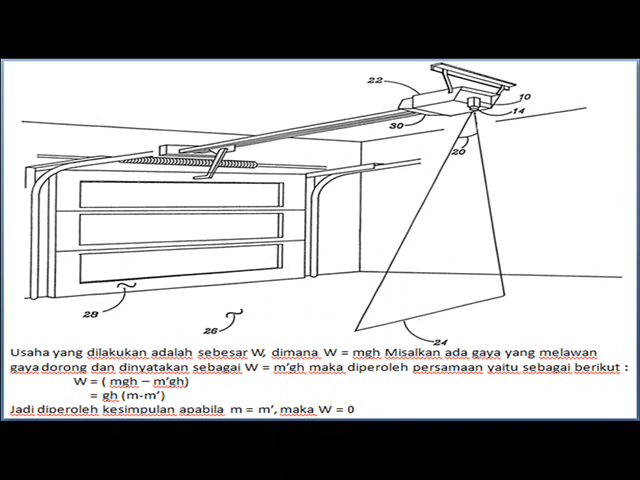 22
10
14
30
20
28
26
24
Usaha yang dilakukan adalah sebesar W, dimana W = mgh Misalkan ada gaya yang melawan
gaya dorong dan dinyatakan sebagai W = m’gh maka diperoleh persamaan yaitu sebagai berikut :
W = ( mgh – m’gh)
= gh (m-m’)
Jadi diperoleh kesimpulan apabila m = m’, maka W = 0